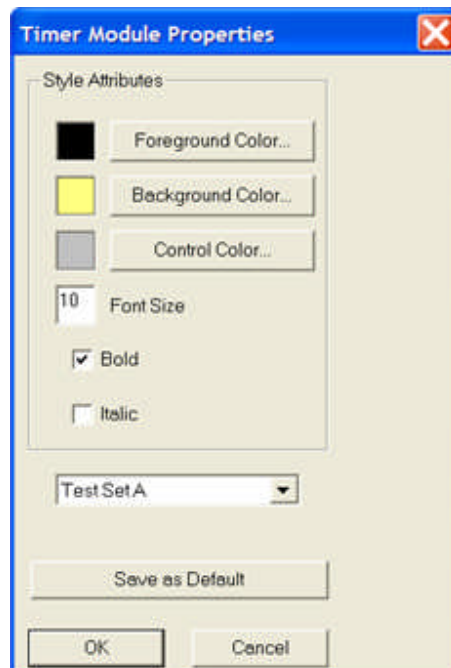 Timer Module Properties
Style Attributes
Foreground Color...
Background Color...
Control Color...
10 Font Size
Bold
Italic
Test Set A
Save as Default
OK Cancel